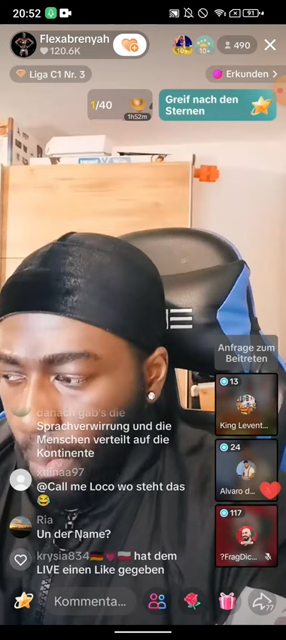 20:52
91
Flexabrenyah
120.6K
10+
490
Liga C1 Nr. 3
Erkunden
1/40
1h52m
Greif nach den
Sternen
Anfrage zum
Beitreten
13
King Levent...
24
Alvaro d...
117
?FragDic...
danach gab's die
Sprachverwirrung und die
Menschen verteilt auf die
Kontinente
@Call me Loco wo steht das
😂
Ria
Un der Name?
krysia834🇩🇪❤️🇵🇱 hat dem
LIVE einen Like gegeben
Kommenta...
77